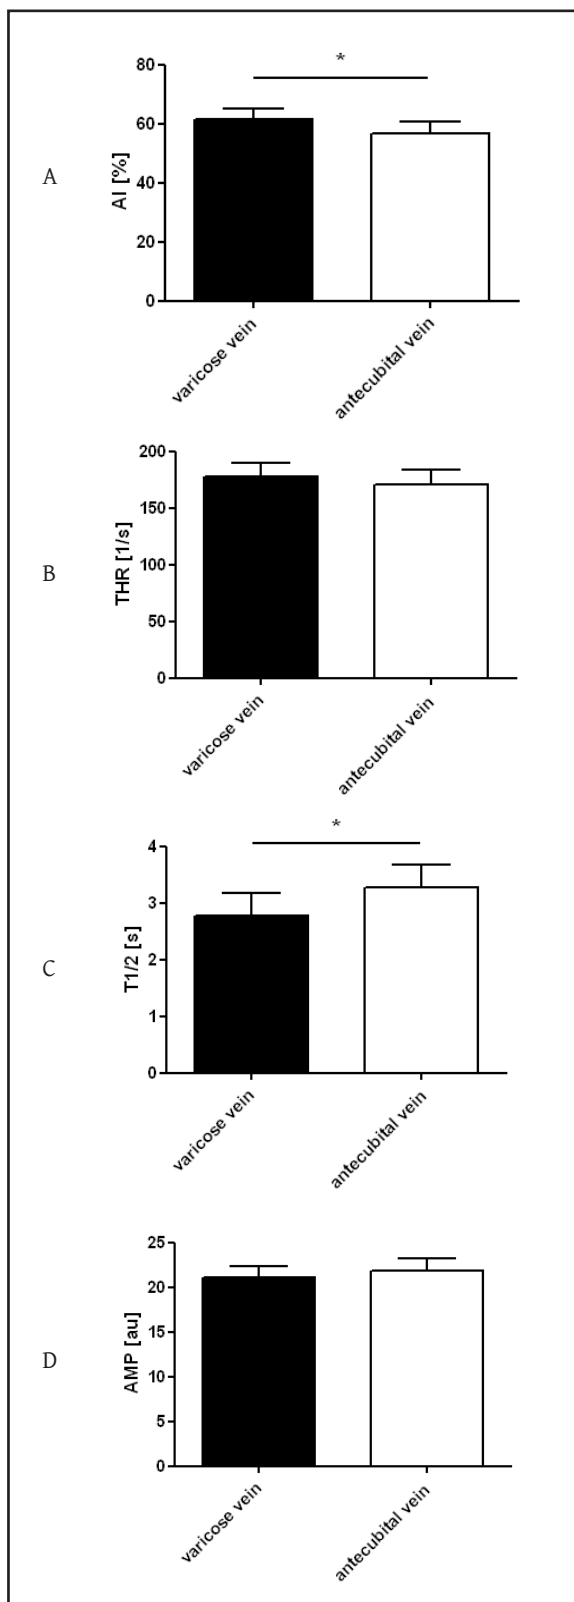 A
AI [%]
80
60
40
20
0
*
varicose vein
antecubital vein
B
THR [1/s]
200
150
100
50
0
varicose vein
antecubital vein
C
T1/2 [s]
4
3
2
1
0
*
varicose vein
antecubital vein
D
AMP [au]
25
20
15
10
5
0
varicose vein
antecubital vein